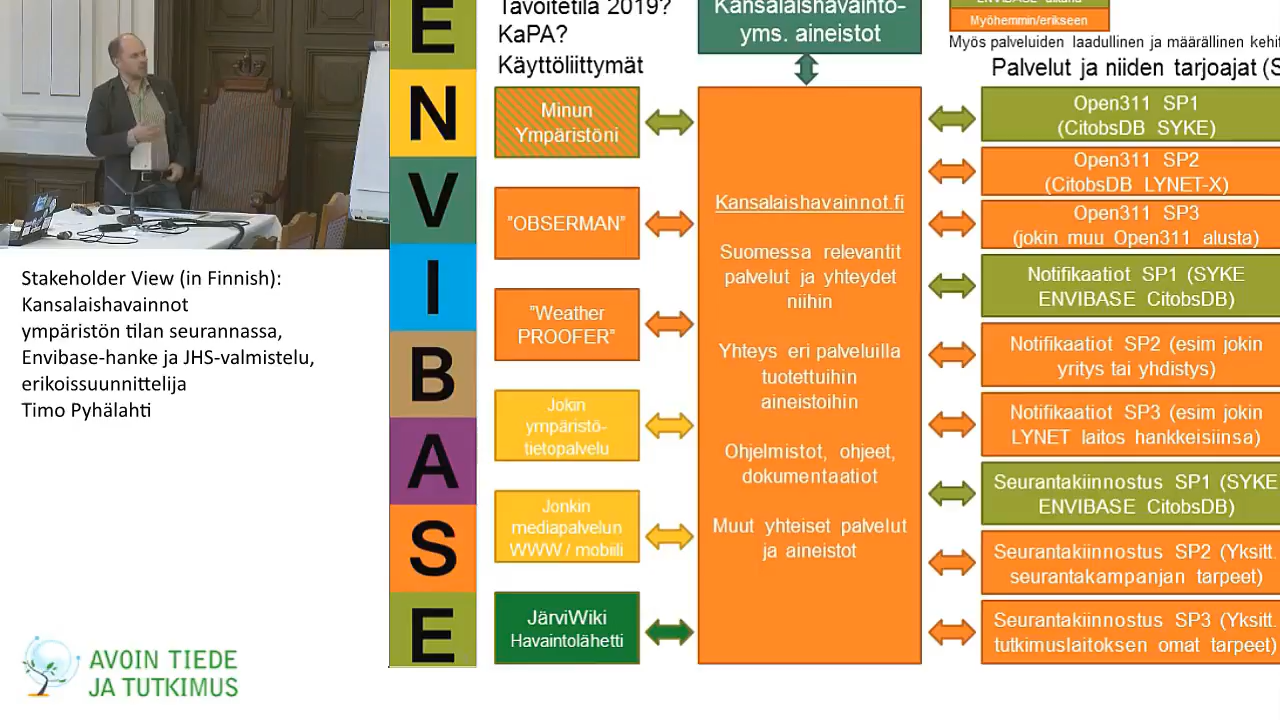 Stakeholder View (in Finnish):
Kansalaishavainnot
ympäristön tilan seurannassa,
Envibase-hanke ja JHS-valmistelu,
erikoissuunnittelija
Timo Pyhälahti
AVOIN TIEDE
JA TUTKIMUS
E
N
V
I
B
A
S
E
Tavoitetila 2019?
KaPA?
Käyttöliittymät
Minun
Ympäristöni
"OBSERMAN"
"Weather
PROOFER"
Jokin
ympäristö-
tietopalvelu
Jonkin
mediapalvelun
WWW / mobiili
JärviWiki
Havaintolähetti
Kansalaishavainto-
yms. aineistot
Kansalaishavainnot.fi
Suomessa relevantit
palvelut ja yhteydet
niihin
Yhteys eri palveluilla
tuotettuihin
aineistoihin
Ohjelmistot, ohjeet,
dokumentaatiot
Muut yhteiset palvelut
ja aineistot
Myöhemmin/erikseen
Myös palveluiden laadullinen ja määrällinen kehit
Palvelut ja niiden tarjoajat (S
Open311 SP1
(CitobsDB SYKE)
Open311 SP2
(CitobsDB LYNET-X)
Open311 SP3
(jokin muu Open311 alusta)
Notifikaatiot SP1 (SYKE
ENVIBASE CitobsDB)
Notifikaatiot SP2 (esim jokin
yritys tai yhdistys)
Notifikaatiot SP3 (esim jokin
LYNET laitos hankkeisiinsa)
Seurantakiinnostus SP1 (SYKE
ENVIBASE CitobsDB)
Seurantakiinnostus SP2 (Yksitt.
seurantakampanjan tarpeet)
Seurantakiinnostus SP3 (Yksitt.
tutkimuslaitoksen omat tarpeet)